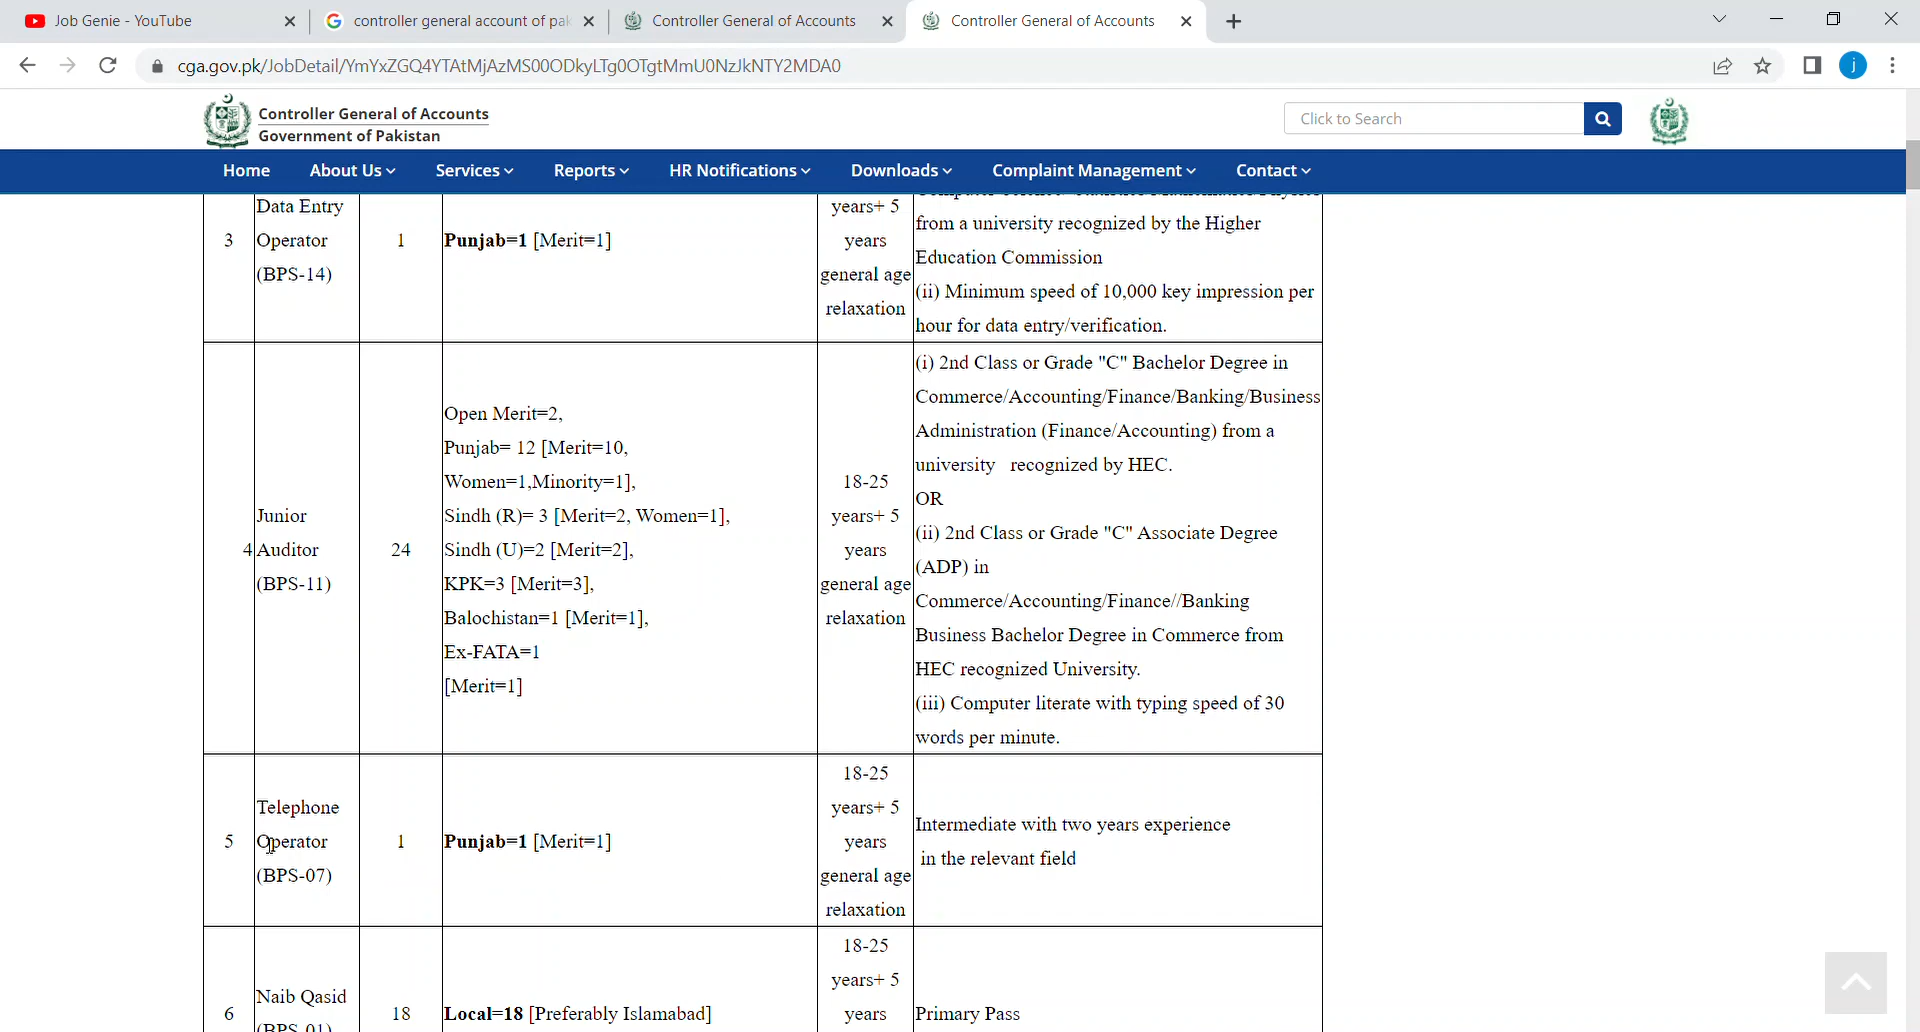 Job Genie - YouTube
controller general account of pak
Controller General of Accounts
Controller General of Accounts
cga.gov.pk/JobDetail/YmYxZGQ4YTAtMjAzMS00ODkyLTg0OTgtMmU0NzJkNTY2MDA0
j
Controller General of Accounts
Government of Pakistan
Click to Search
Home About Us Services Reports HR Notifications Downloads Complaint Management Contact
3
Data Entry
Operator
(BPS-14)
1
Punjab=1 [Merit=1]
years+ 5
years
general age
relaxation
from a university recognized by the Higher
Education Commission
(ii) Minimum speed of 10,000 key impression per
hour for data entry/verification.
4
Junior
Auditor
(BPS-11)
24
Open Merit=2,
Punjab= 12 [Merit=10,
Women=1,Minority=1],
Sindh (R)= 3 [Merit=2, Women=1],
Sindh (U)=2 [Merit=2],
KPK=3 [Merit=3],
Balochistan=1 [Merit=1],
Ex-FATA=1
[Merit=1]
18-25
years+ 5
years
general age
relaxation
(i) 2nd Class or Grade "C" Bachelor Degree in
Commerce/Accounting/Finance/Banking/Business
Administration (Finance/Accounting) from a
university recognized by HEC.
OR
(ii) 2nd Class or Grade "C" Associate Degree
(ADP) in
Commerce/Accounting/Finance//Banking
Business Bachelor Degree in Commerce from
HEC recognized University.
(iii) Computer literate with typing speed of 30
words per minute.
5
Telephone
Operator
(BPS-07)
1
Punjab=1 [Merit=1]
18-25
years+ 5
years
general age
relaxation
Intermediate with two years experience
in the relevant field
6
Naib Qasid
(BPS-01)
18
Local=18 [Preferably Islamabad]
18-25
years+ 5
years
Primary Pass